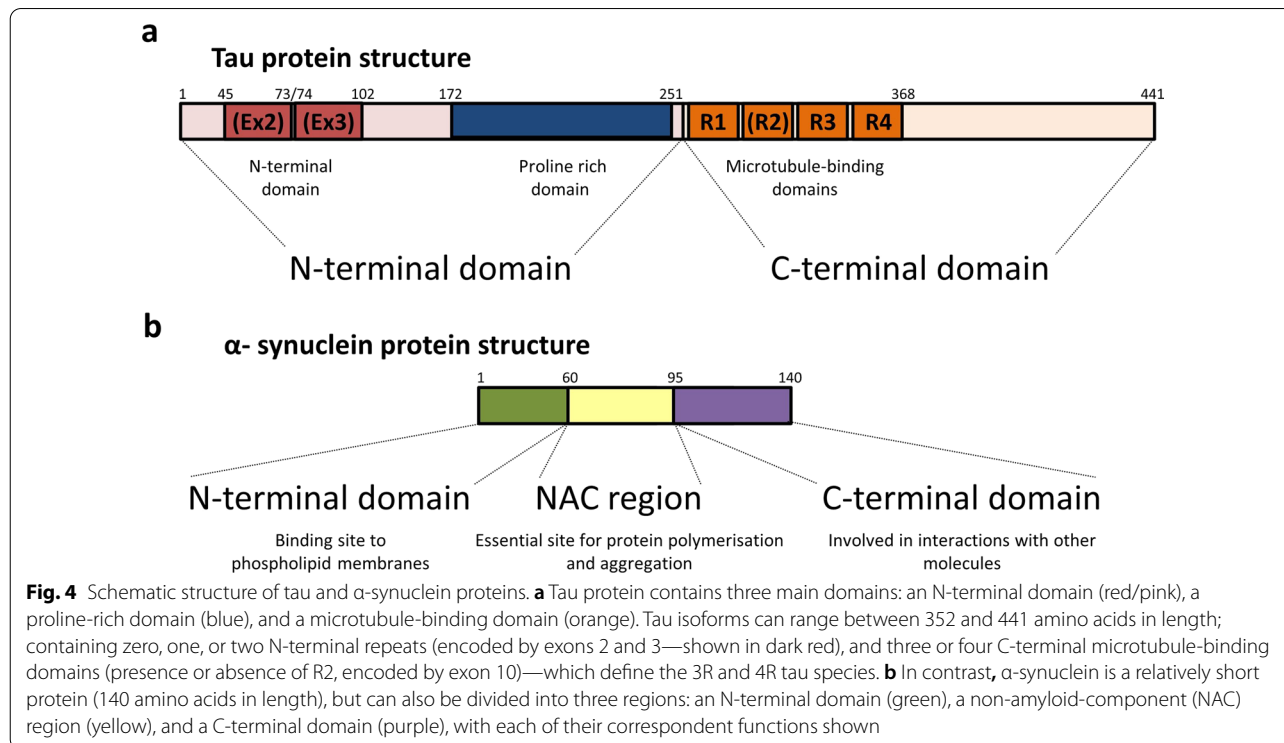 a
Tau protein structure
1 45 73/74 102 172 251 368 441
(Ex2) (Ex3) R1 (R2) R3 R4
N-terminal domain
Proline rich domain
Microtubule-binding domains
N-terminal domain
C-terminal domain
b
α- synuclein protein structure
1 60 95 140
N-terminal domain
NAC region
C-terminal domain
Binding site to
phospholipid membranes
Essential site for protein polymerisation
and aggregation
Involved in interactions with other
molecules
Fig. 4 Schematic structure of tau and α-synuclein proteins. a Tau protein contains three main domains: an N-terminal domain (red/pink), a
proline-rich domain (blue), and a microtubule-binding domain (orange). Tau isoforms can range between 352 and 441 amino acids in length;
containing zero, one, or two N-terminal repeats (encoded by exons 2 and 3—shown in dark red), and three or four C-terminal microtubule-binding
domains (presence or absence of R2, encoded by exon 10)—which define the 3R and 4R tau species. b In contrast, α-synuclein is a relatively short
protein (140 amino acids in length), but can also be divided into three regions: an N-terminal domain (green), a non-amyloid-component (NAC)
region (yellow), and a C-terminal domain (purple), with each of their correspondent functions shown